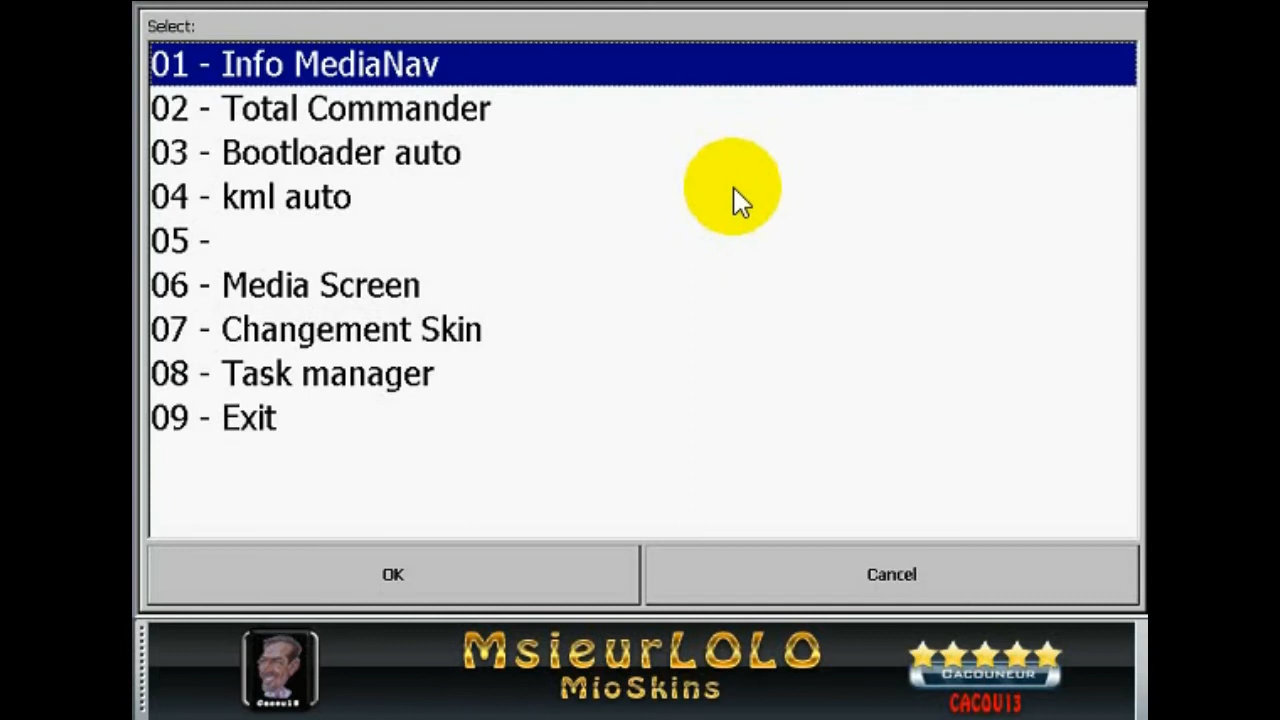 Select:
01 - Info MediaNav
02 - Total Commander
03 - Bootloader auto
04 - kml auto
05 -
06 - Media Screen
07 - Changement Skin
08 - Task manager
09 - Exit
OK
Cancel
MsieurLOLO
MioSkins
Cacou13
CACOUNEUR
CACOU13